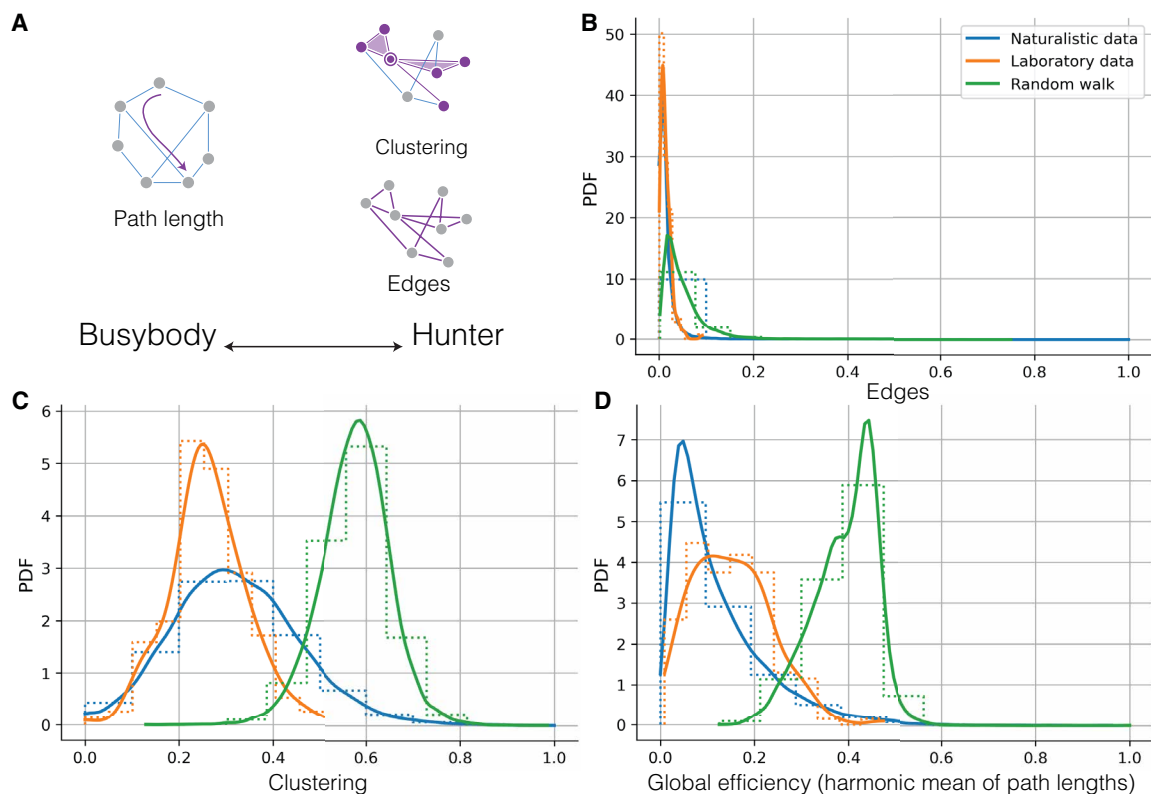 A
Path length
Clustering
Edges
Busybody
Hunter
B
PDF
50
40
30
20
10
0
0.0
0.2
0.4
0.6
0.8
1.0
Edges
Naturalistic data
Laboratory data
Random walk
C
PDF
6
5
4
3
2
1
0
0.0
0.2
0.4
0.6
0.8
1.0
Clustering
D
PDF
7
6
5
4
3
2
1
0
0.0
0.2
0.4
0.6
0.8
1.0
Global efficiency (harmonic mean of path lengths)